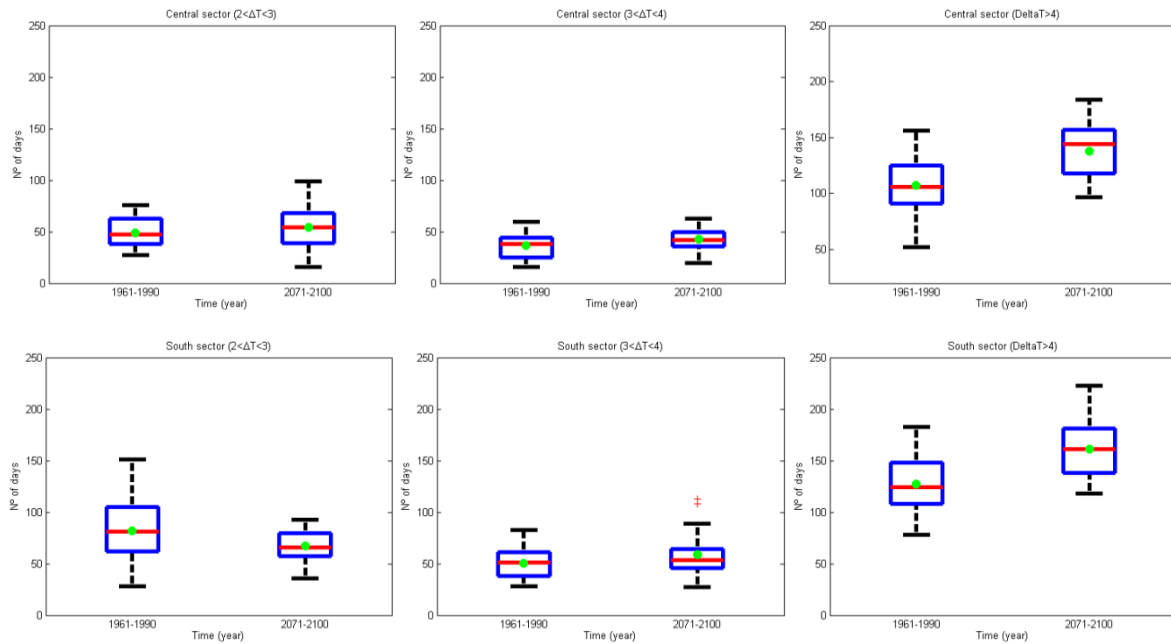 Central sector (2<ΔT<3)
250
200
150
100
50
0
Nº of days
1961-1990
2071-2100
Time (year)
Central sector (3<ΔT<4)
250
200
150
100
50
0
Nº of days
1961-1990
2071-2100
Time (year)
Central sector (DeltaT>4)
250
200
150
100
50
Nº of days
1961-1990
2071-2100
Time (year)
South sector (2<ΔT<3)
250
200
150
100
50
0
Nº of days
1961-1990
2071-2100
Time (year)
South sector (3<ΔT<4)
250
200
150
100
50
0
Nº of days
1961-1990
2071-2100
Time (year)
South sector (DeltaT>4)
250
200
150
100
50
0
Nº of days
1961-1990
2071-2100
Time (year)